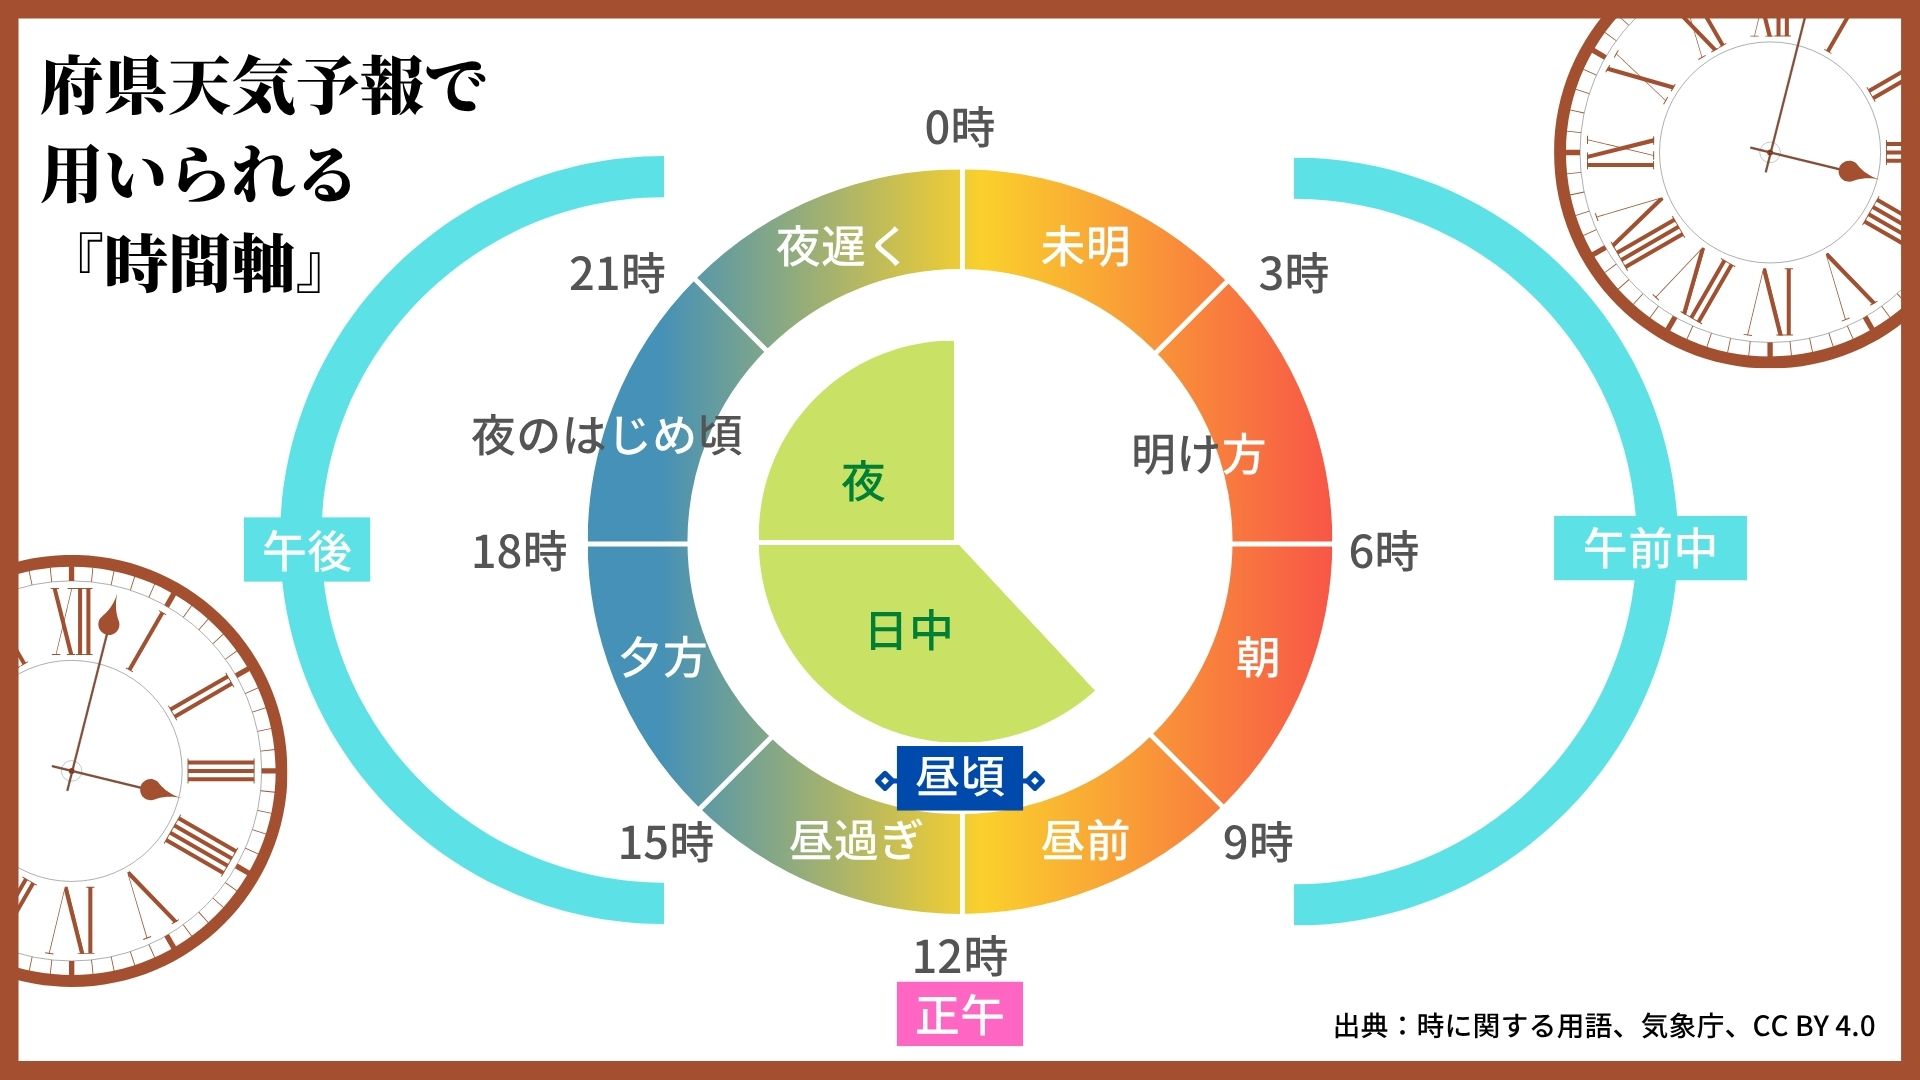 府県天気予報で
用いられる
『時間軸』
0時
夜遅く
未明
21時
3時
夜のはじめ頃
明け方
夜
午後
18時
6時
午前中
日中
夕方
朝
昼頃
15時
昼過ぎ
昼前
9時
12時
正午
出典：時に関する用語、気象庁、CC BY 4.0